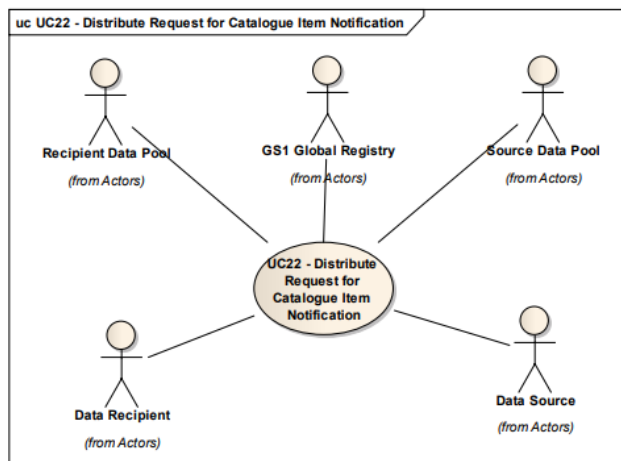 uc UC22 - Distribute Request for Catalogue Item Notification
Recipient Data Pool
(from Actors)
GS1 Global Registry
(from Actors)
Source Data Pool
(from Actors)
UC22 - Distribute
Request for
Catalogue Item
Notification
Data Recipient
(from Actors)
Data Source
(from Actors)